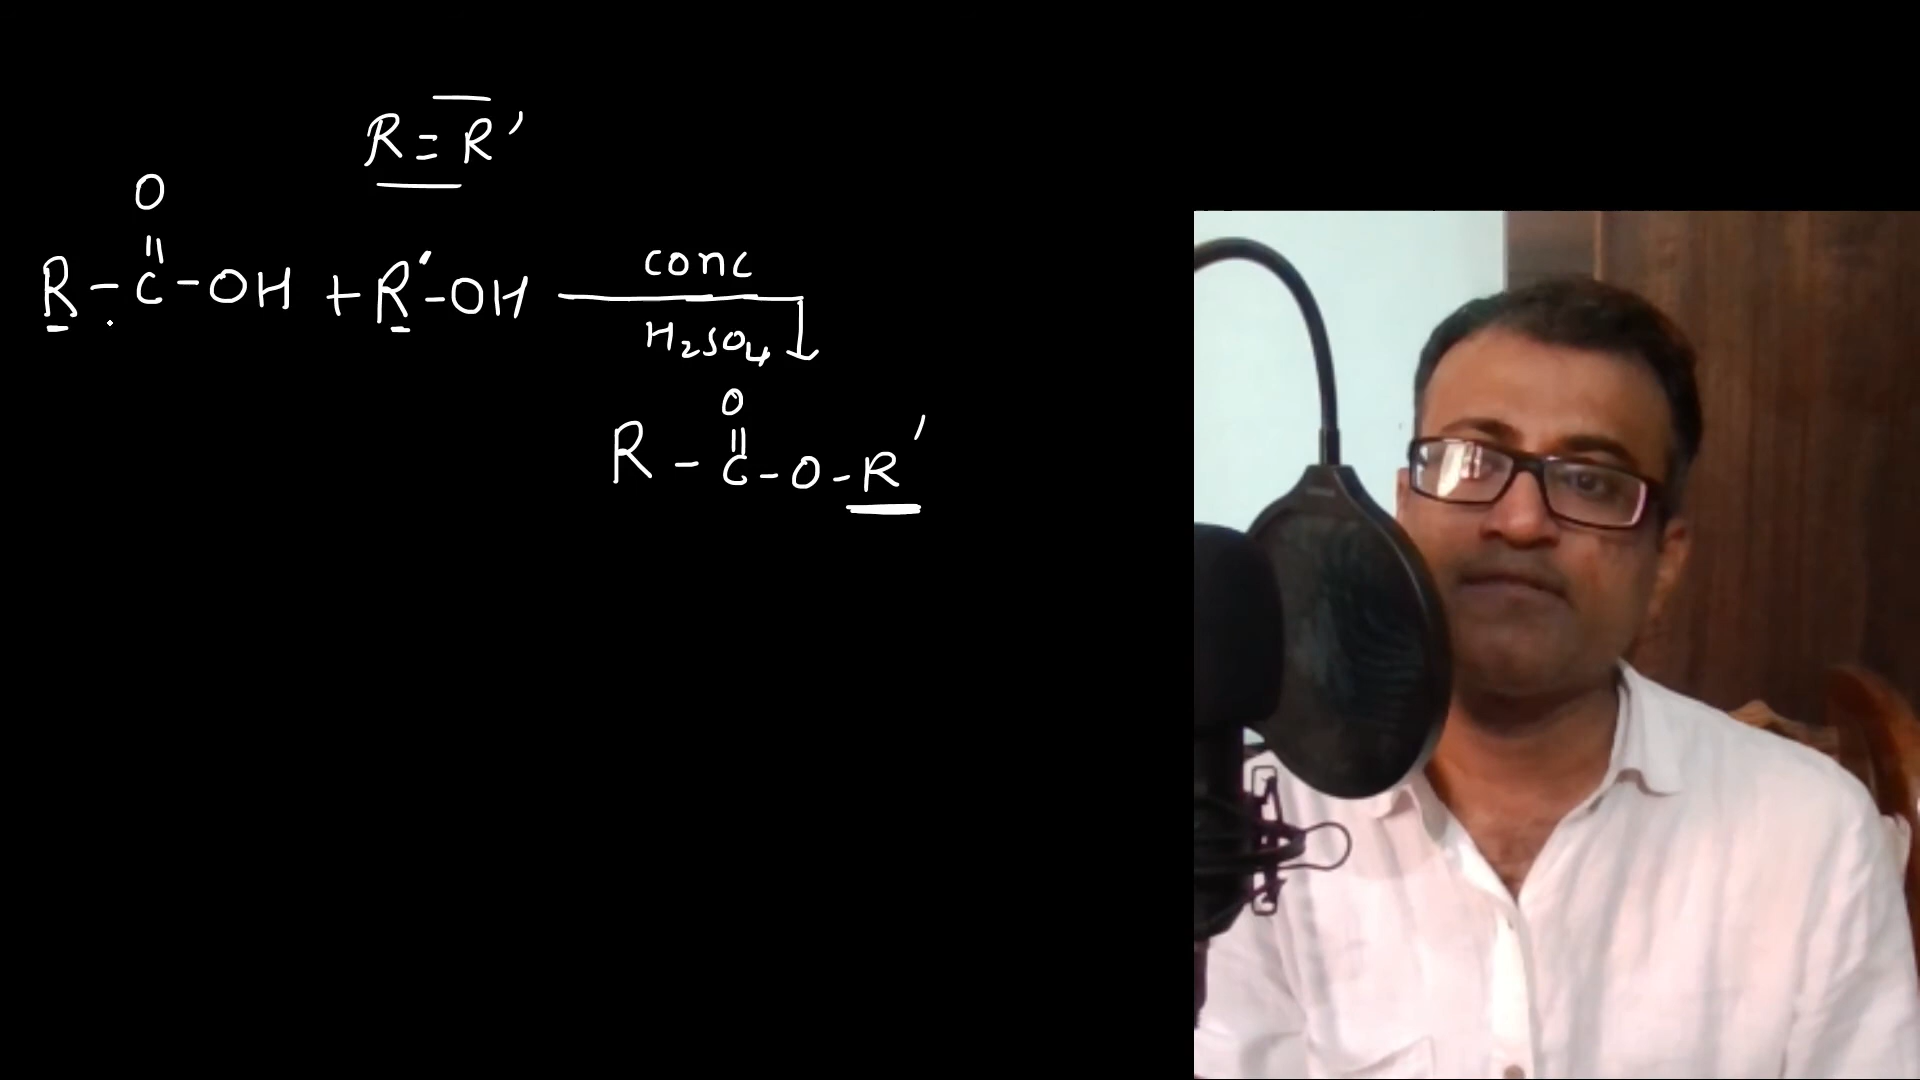 R = R'
O
||
R - C - OH + R' - OH
conc
H₂SO₄
O
||
R - C - O - R'